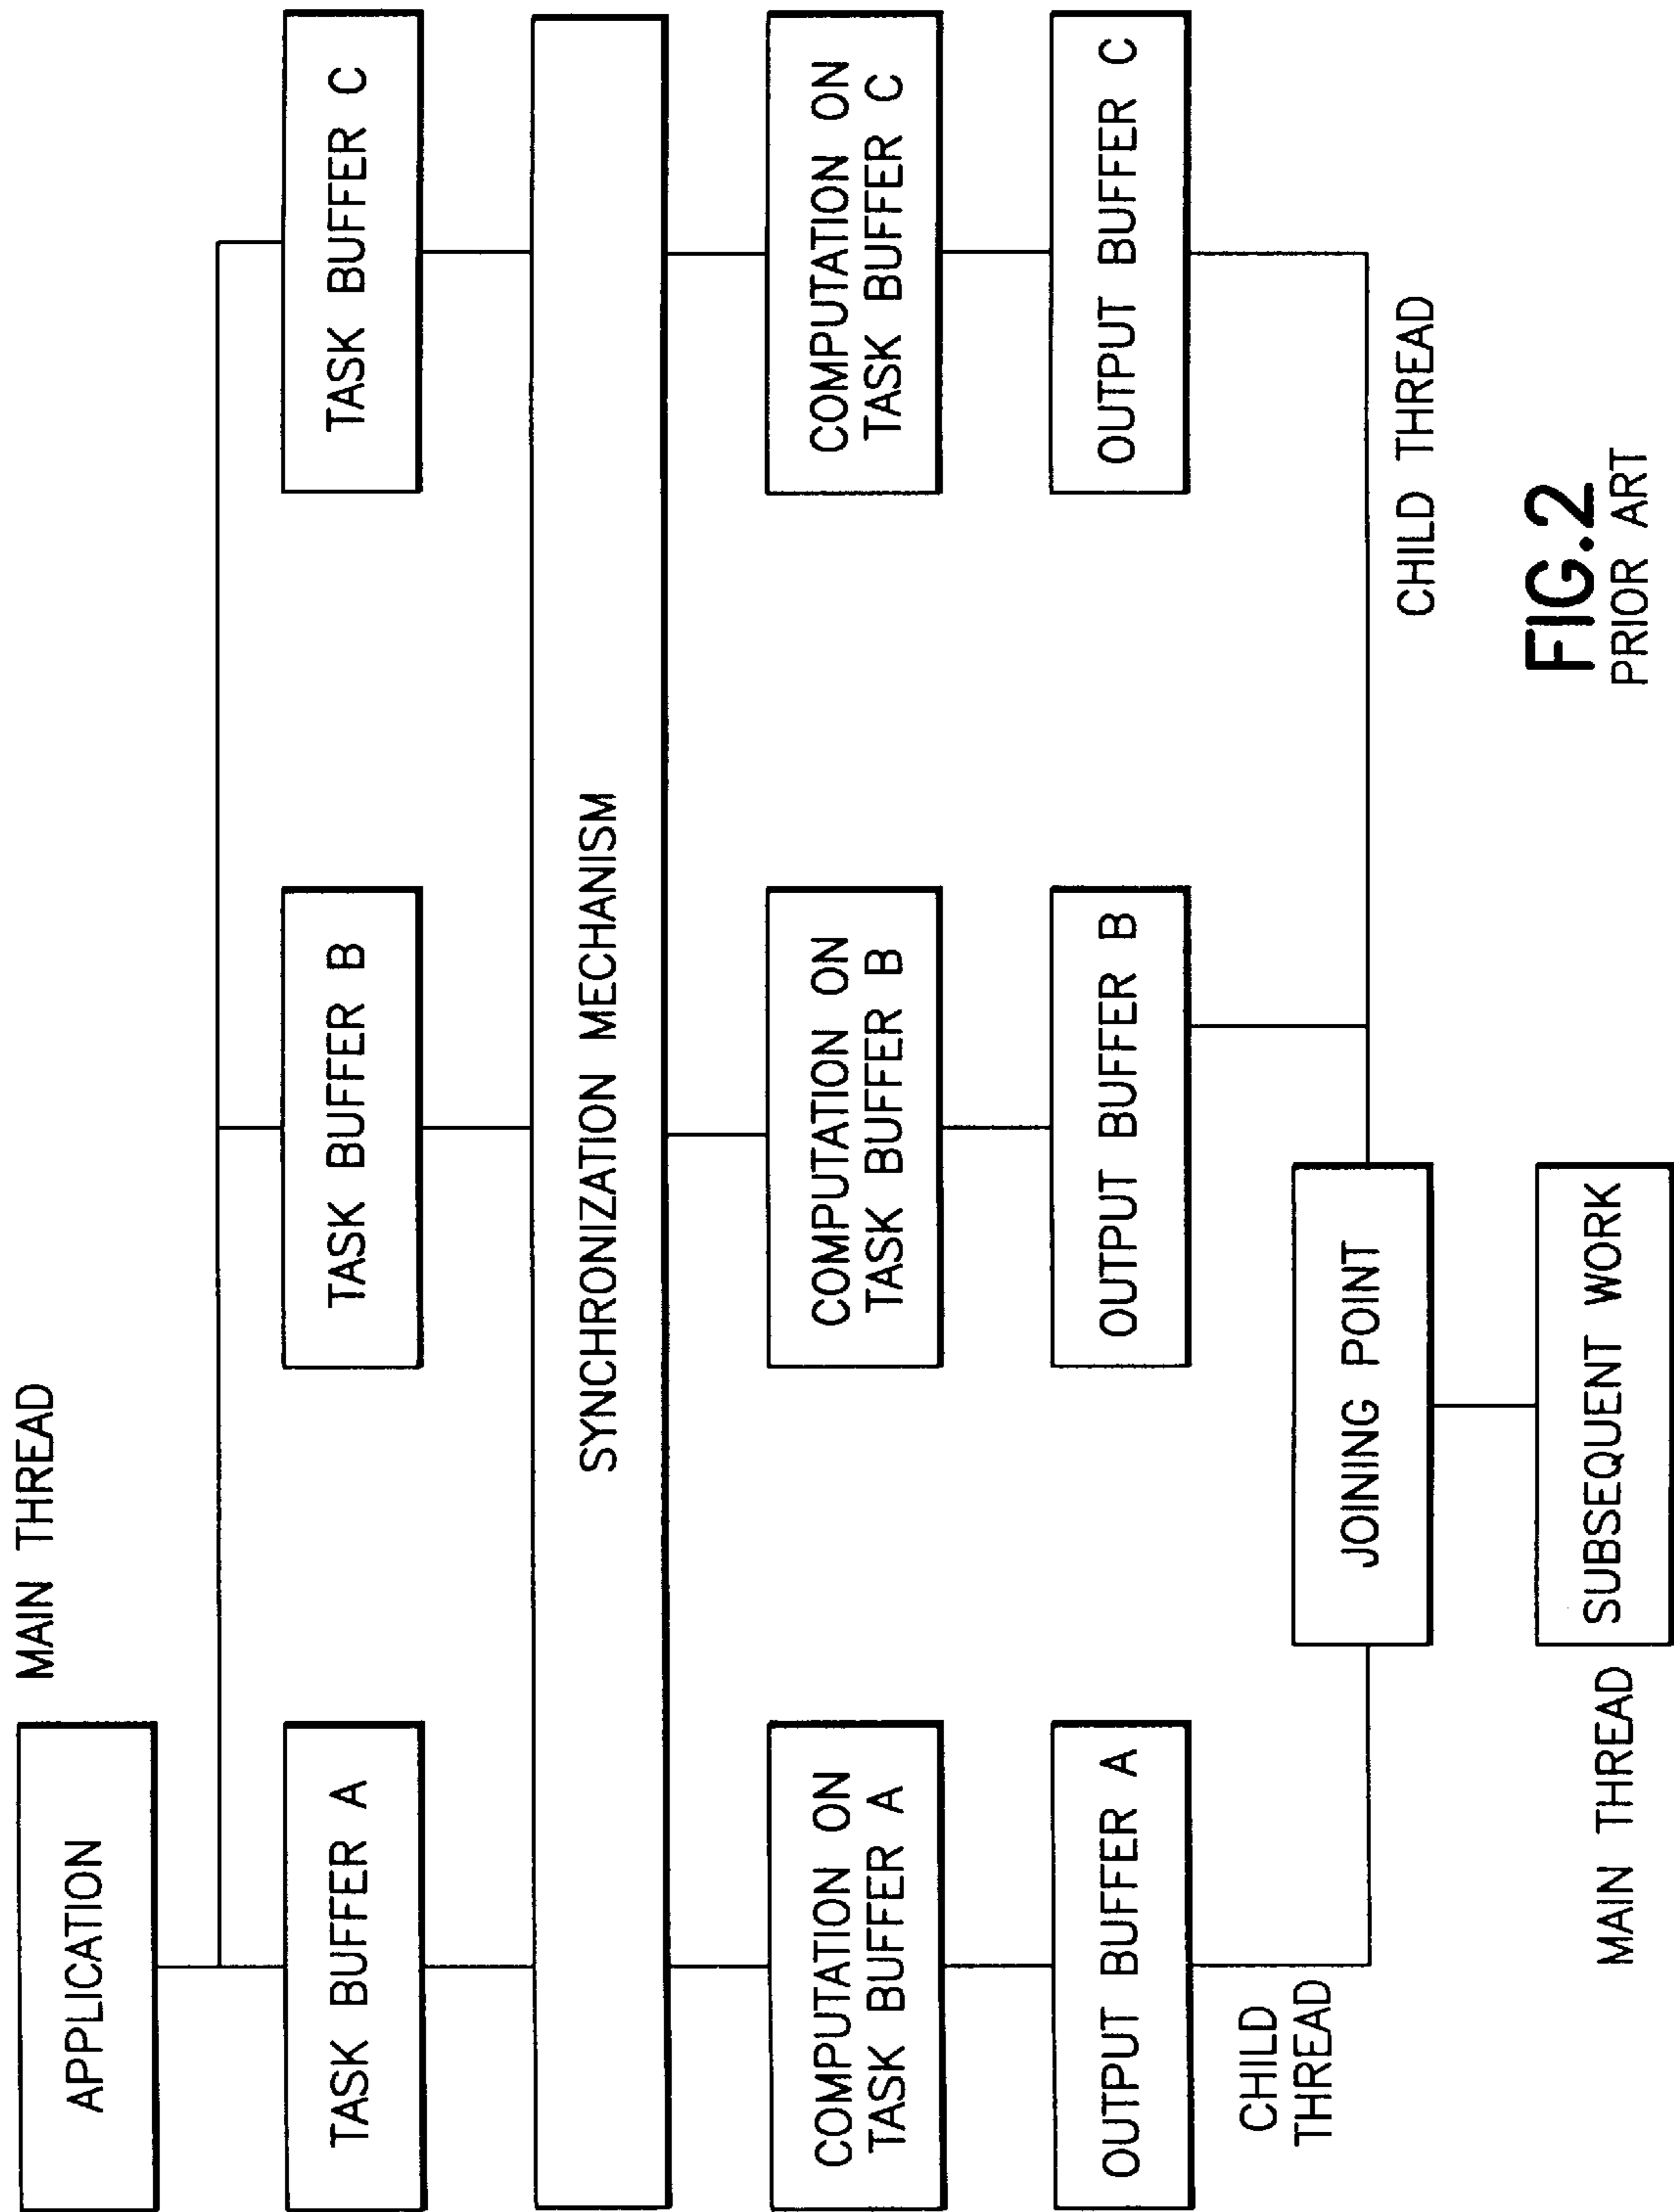 MAIN THREAD
APPLICATION
TASK BUFFER A
TASK BUFFER B
TASK BUFFER C
SYNCHRONIZATION MECHANISM
COMPUTATION ON
TASK BUFFER A
COMPUTATION ON
TASK BUFFER B
COMPUTATION ON
TASK BUFFER C
OUTPUT BUFFER A
OUTPUT BUFFER B
OUTPUT BUFFER C
CHILD
THREAD
JOINING POINT
CHILD THREAD
MAIN THREAD
SUBSEQUENT WORK
FIG.2
PRIOR ART